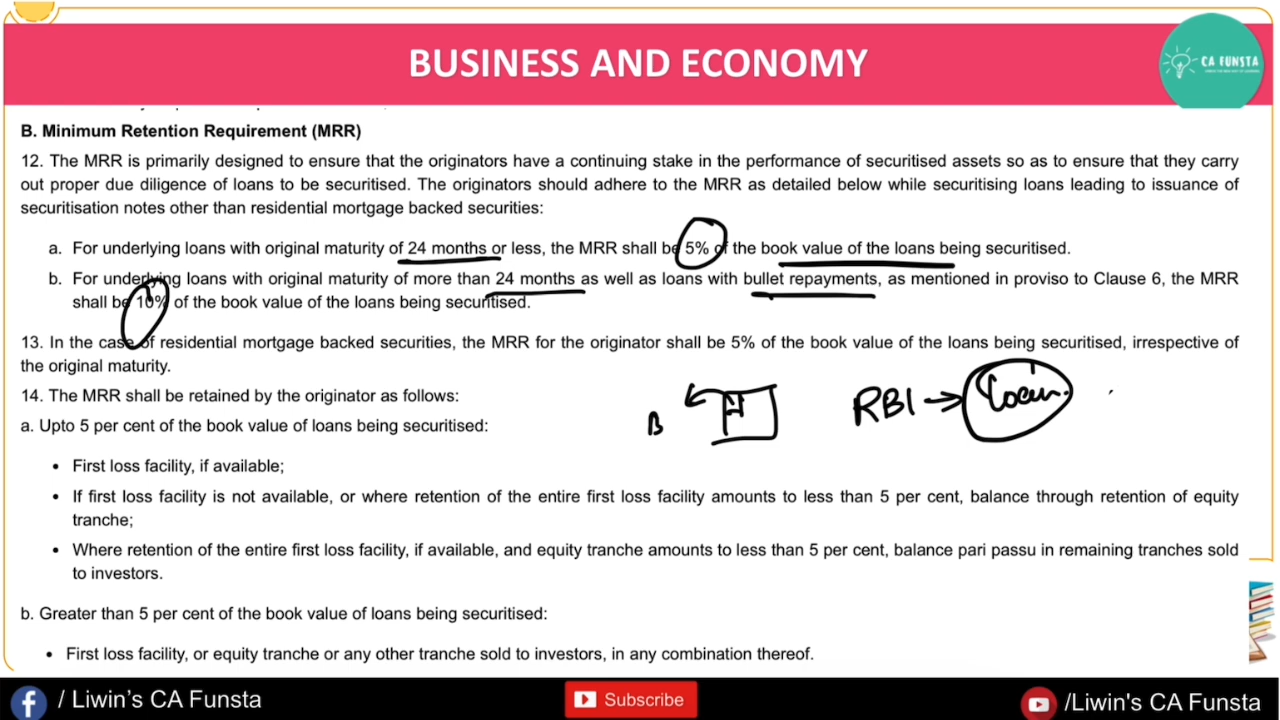 BUSINESS AND ECONOMY
CA FUNSTA
B. Minimum Retention Requirement (MRR)
12. The MRR is primarily designed to ensure that the originators have a continuing stake in the performance of securitised assets so as to ensure that they carry
out proper due diligence of loans to be securitised. The originators should adhere to the MRR as detailed below while securitising loans leading to issuance of
securitisation notes other than residential mortgage backed securities:
a. For underlying loans with original maturity of 24 months or less, the MRR shall be 5% of the book value of the loans being securitised.
b. For underlying loans with original maturity of more than 24 months as well as loans with bullet repayments, as mentioned in proviso to Clause 6, the MRR
shall be 10% of the book value of the loans being securitised.
13. In the case of residential mortgage backed securities, the MRR for the originator shall be 5% of the book value of the loans being securitised, irrespective of
the original maturity.
14. The MRR shall be retained by the originator as follows:
B H RBI → Loan.
a. Upto 5 per cent of the book value of loans being securitised:
• First loss facility, if available;
• If first loss facility is not available, or where retention of the entire first loss facility amounts to less than 5 per cent, balance through retention of equity
tranche;
• Where retention of the entire first loss facility, if available, and equity tranche amounts to less than 5 per cent, balance pari passu in remaining tranches sold
to investors.
b. Greater than 5 per cent of the book value of loans being securitised:
• First loss facility, or equity tranche or any other tranche sold to investors, in any combination thereof.
/ Liwin's CA Funsta
Subscribe
/Liwin's CA Funsta